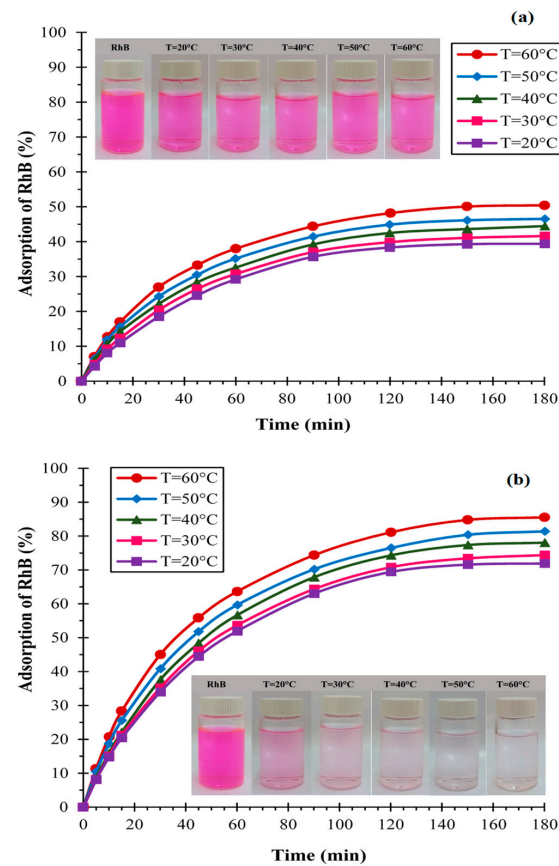 (a)
100
90
80
70
60
50
40
30
20
10
0
Adsorption of RhB (%)
RhB T=20°C T=30°C T=40°C T=50°C T=60°C
T=60°C
T=50°C
T=40°C
T=30°C
T=20°C
0 20 40 60 80 100 120 140 160 180
Time (min)
(b)
100
90
80
70
60
50
40
30
20
10
0
Adsorption of RhB (%)
T=60°C
T=50°C
T=40°C
T=30°C
T=20°C
RhB T=20°C T=30°C T=40°C T=50°C T=60°C
0 20 40 60 80 100 120 140 160 180
Time (min)